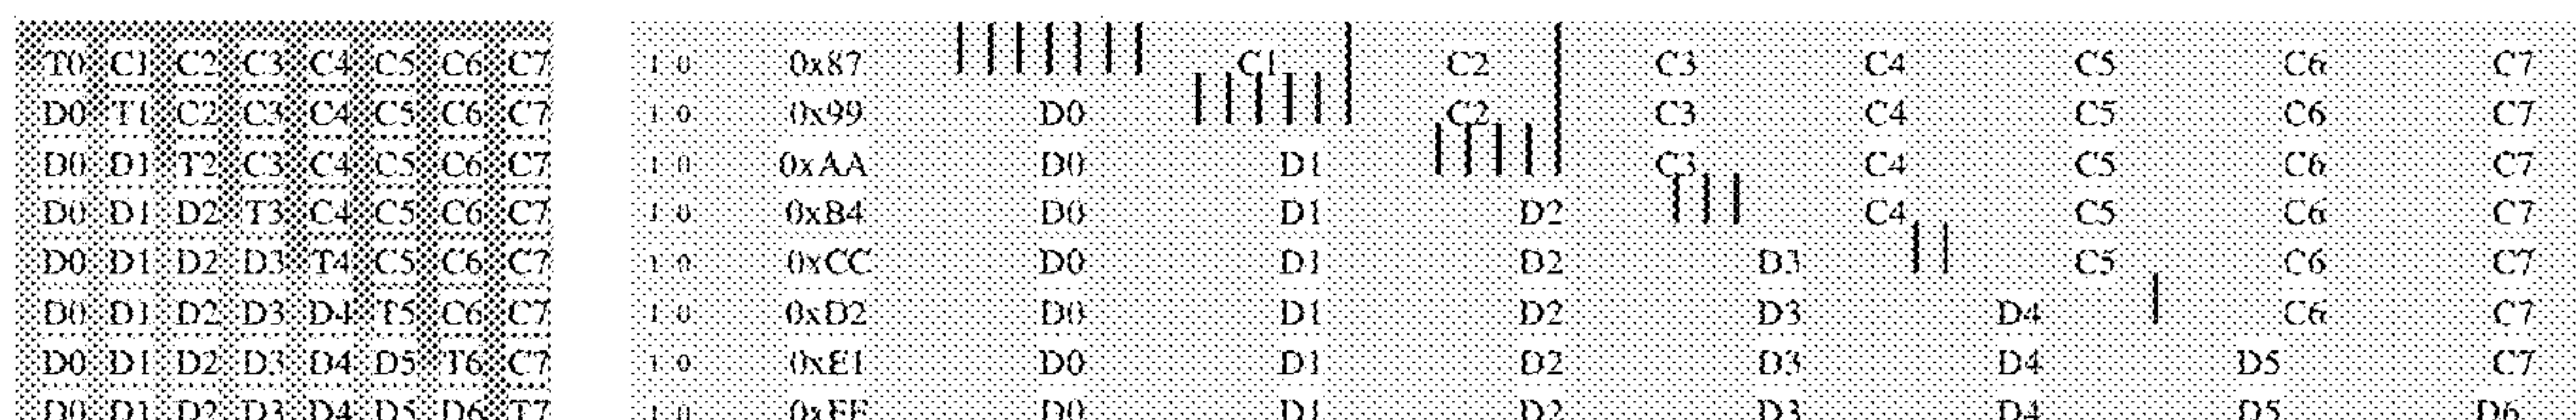 T0 C1 C2 C3 C4 C5 C6 C7 1 0 0x87 C1 C2 C3 C4 C5 C6 C7
D0 T1 C2 C3 C4 C5 C6 C7 1 0 0x99 D0 C2 C3 C4 C5 C6 C7
D0 D1 T2 C3 C4 C5 C6 C7 1 0 0xAA D0 D1 C3 C4 C5 C6 C7
D0 D1 D2 T3 C4 C5 C6 C7 1 0 0xB4 D0 D1 D2 C4 C5 C6 C7
D0 D1 D2 D3 T4 C5 C6 C7 1 0 0xCC D0 D1 D2 D3 C5 C6 C7
D0 D1 D2 D3 D4 T5 C6 C7 1 0 0xD2 D0 D1 D2 D3 D4 C6 C7
D0 D1 D2 D3 D4 D5 T6 C7 1 0 0xE1 D0 D1 D2 D3 D4 D5 C7
D0 D1 D2 D3 D4 D5 D6 T7 1 0 0xFF D0 D1 D2 D3 D4 D5 D6